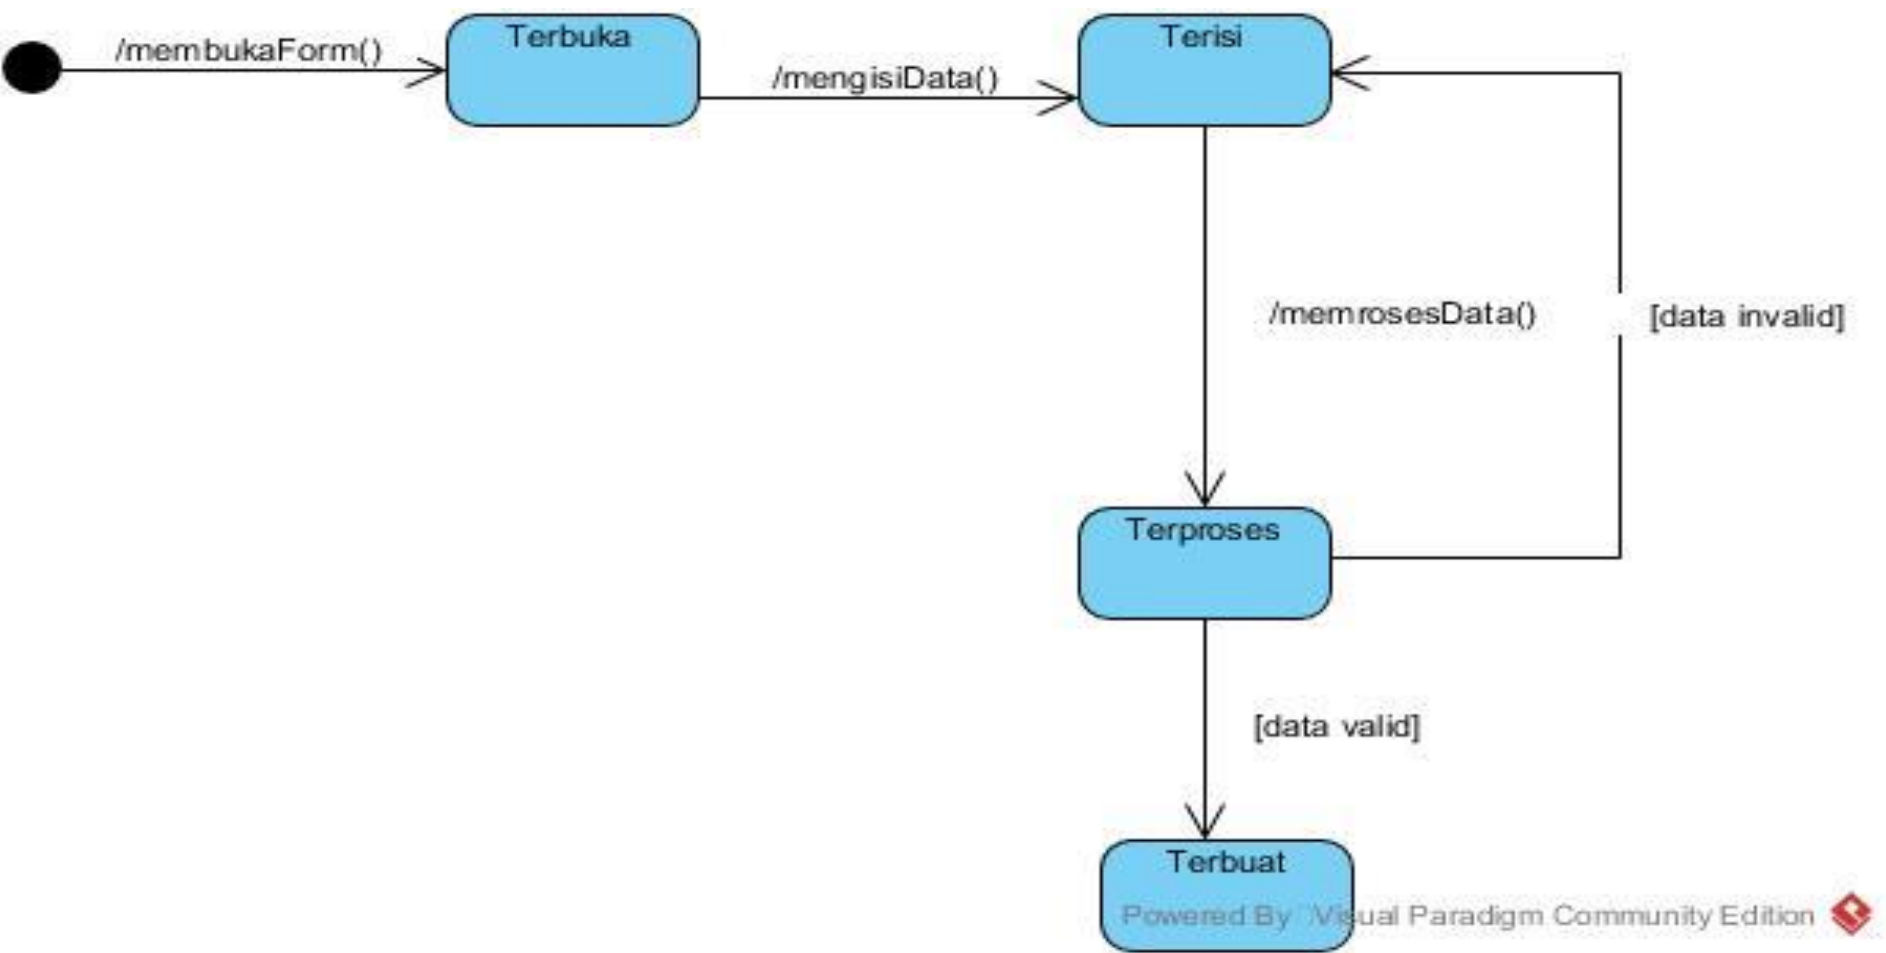 /membukaForm()
Terbuka
/mengisiData()
Terisi
/memrosesData()
[data invalid]
Terproses
[data valid]
Terbuat
Powered By Visual Paradigm Community Edition